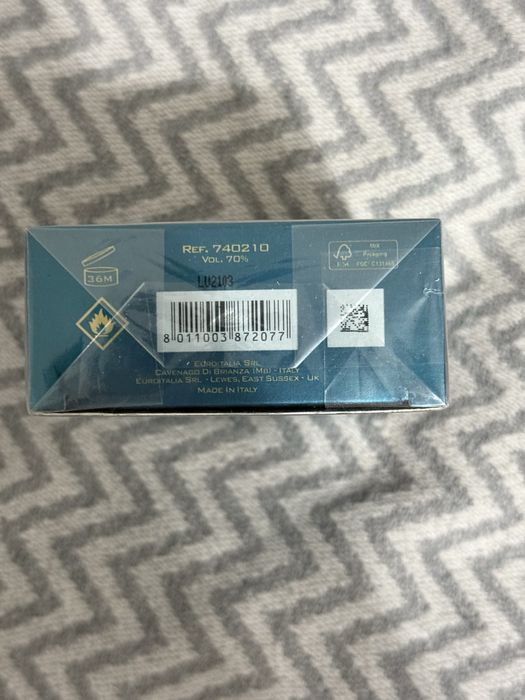 REF. 740210
VOL. 70%
LU2103
8 011003 872077
36M
MIX
Packaging
EUROITALIA SRL
CAVENAGO DI BRIANZA (MB) - ITALY
EUROITALIA SRL - LEWES, EAST SUSSEX - UK
MADE IN ITALY